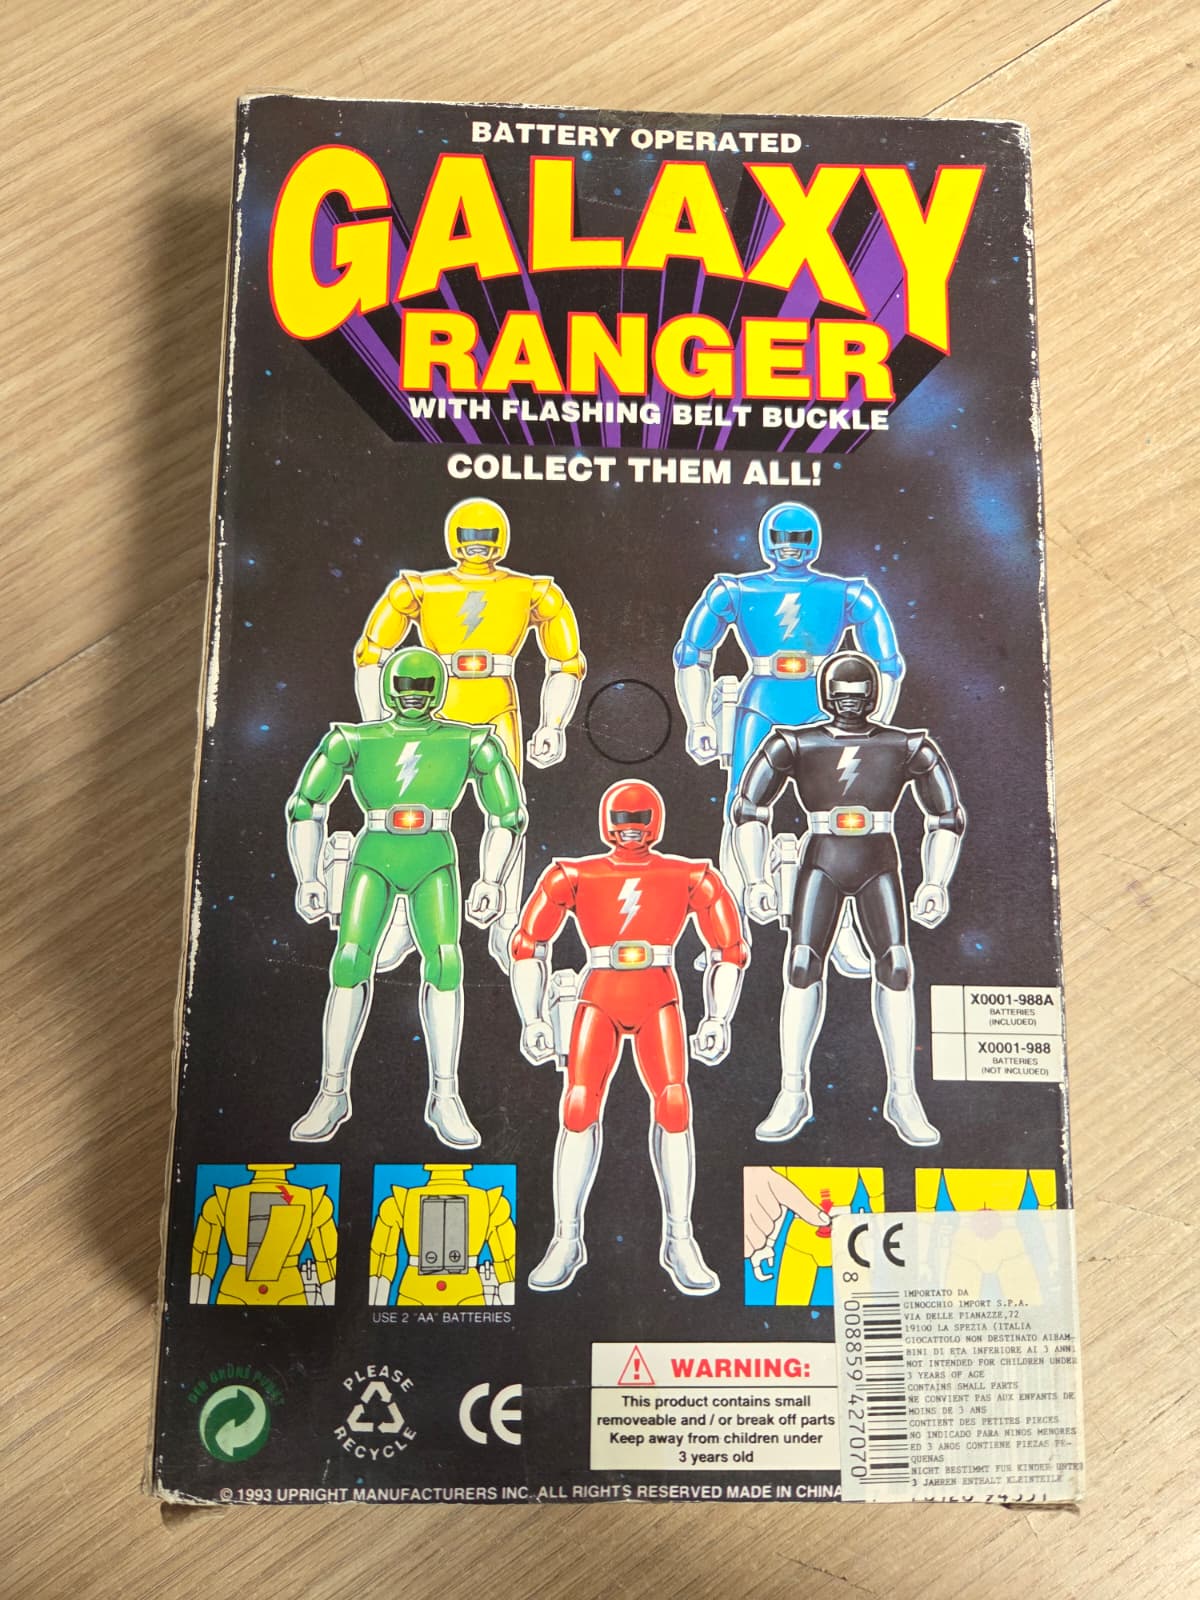 BATTERY OPERATED
GALAXY
RANGER
WITH FLASHING BELT BUCKLE
COLLECT THEM ALL!
X0001-988A
BATTERIES
(INCLUDED)
X0001-988
BATTERIES
(NOT INCLUDED)
USE 2 "AA" BATTERIES
DER GRÜNE PUNKT
PLEASE
RECYCLE
CE
WARNING:
This product contains small
removeable and / or break off parts
Keep away from children under
3 years old
© 1993 UPRIGHT MANUFACTURERS INC. ALL RIGHTS RESERVED MADE IN CHINA
CE
8 008859 427070
IMPORTATO DA
GINOCCHIO IMPORT S.P.A.
VIA DELLE PIANAZZE,72
19100 LA SPEZIA (ITALIA
GIOCATTOLO NON DESTINATO AIBAM-
BINI DI ETA INFERIORE AI 3 ANNI
NOT INTENDED FOR CHILDREN UNDER
3 YEARS OF AGE
CONTAINS SMALL PARTS
NE CONVIENT PAS AUX ENFANTS DE
MOINS DE 3 ANS
CONTIENT DES PETITES PIECES
NO INDICADO PARA NINOS MENORES
ED 3 ANOS CONTIENE PIEZAS PE-
QUENAS
NICHT BESTIMMT FUR KINDER UNTER
3 JAHREN ENTHALT KLEINTEILE